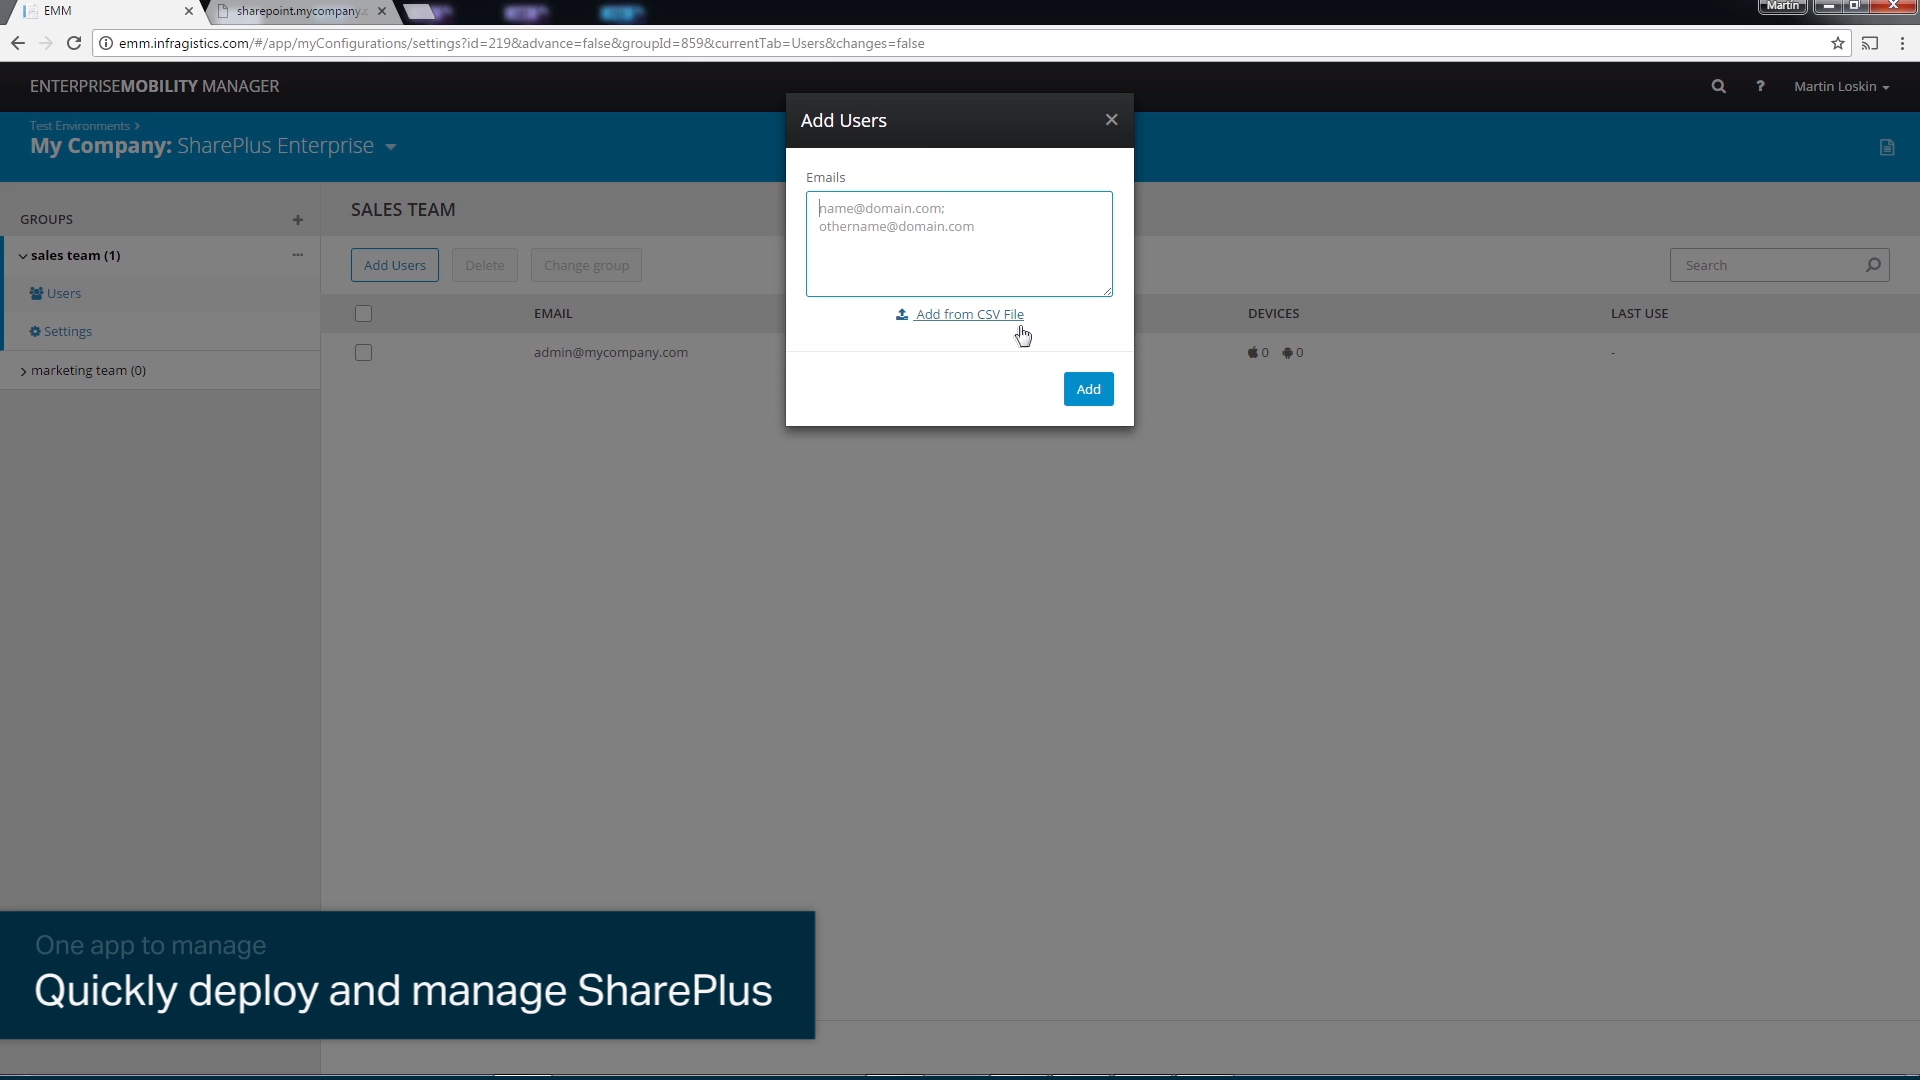 EMM
sharepoint.mycompany.c
Martin
emm.infragistics.com/#/app/myConfigurations/settings?id=219&advance=false&groupId=859&currentTab=Users&changes=false
ENTERPRISEMOBILITY MANAGER
?
Martin Loskin
Test Environments >
My Company: SharePlus Enterprise
Add Users
Emails
name@domain.com;
othername@domain.com
Add from CSV File
Add
GROUPS
+
sales team (1)
...
Users
Settings
marketing team (0)
SALES TEAM
Add Users
Delete
Change group
Search
EMAIL
DEVICES
LAST USE
admin@mycompany.com
0
0
-
One app to manage
Quickly deploy and manage SharePlus